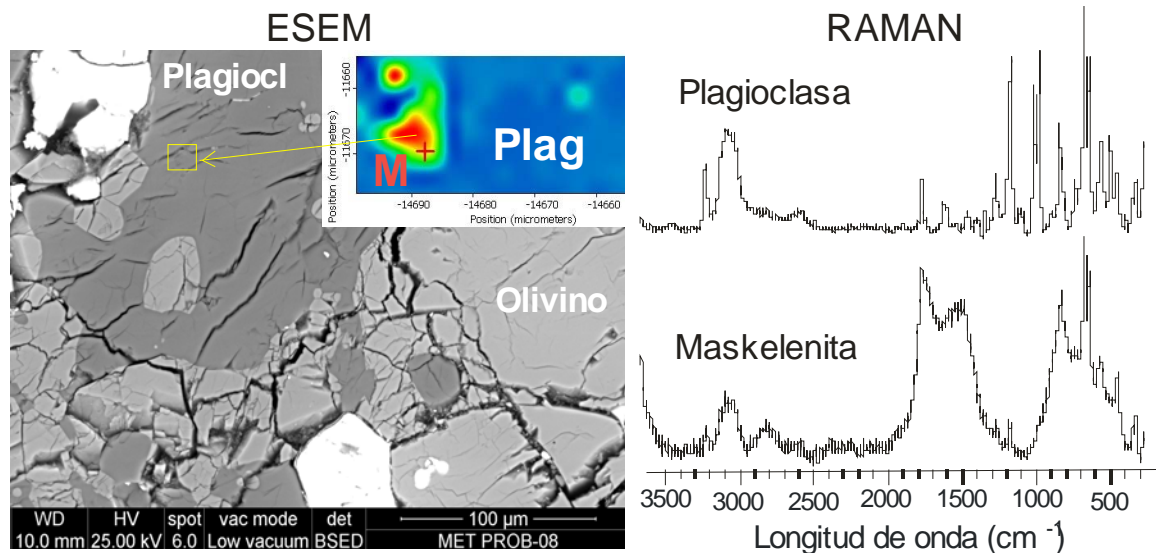 ESEM
RAMAN
Plagiocl
-11660
-11670
Position (micrometers)
Plag
M
-14690 -14680 -14670 -14660
Position (micrometers)
Olivino
WD HV spot vac mode det
10.0 mm 25.00 kV 6.0 Low vacuum BSED
100 µm
MET PROB-08
Plagioclasa
Maskelenita
3500 3000 2000 1500 1000 500
Longitud de onda (cm -1)